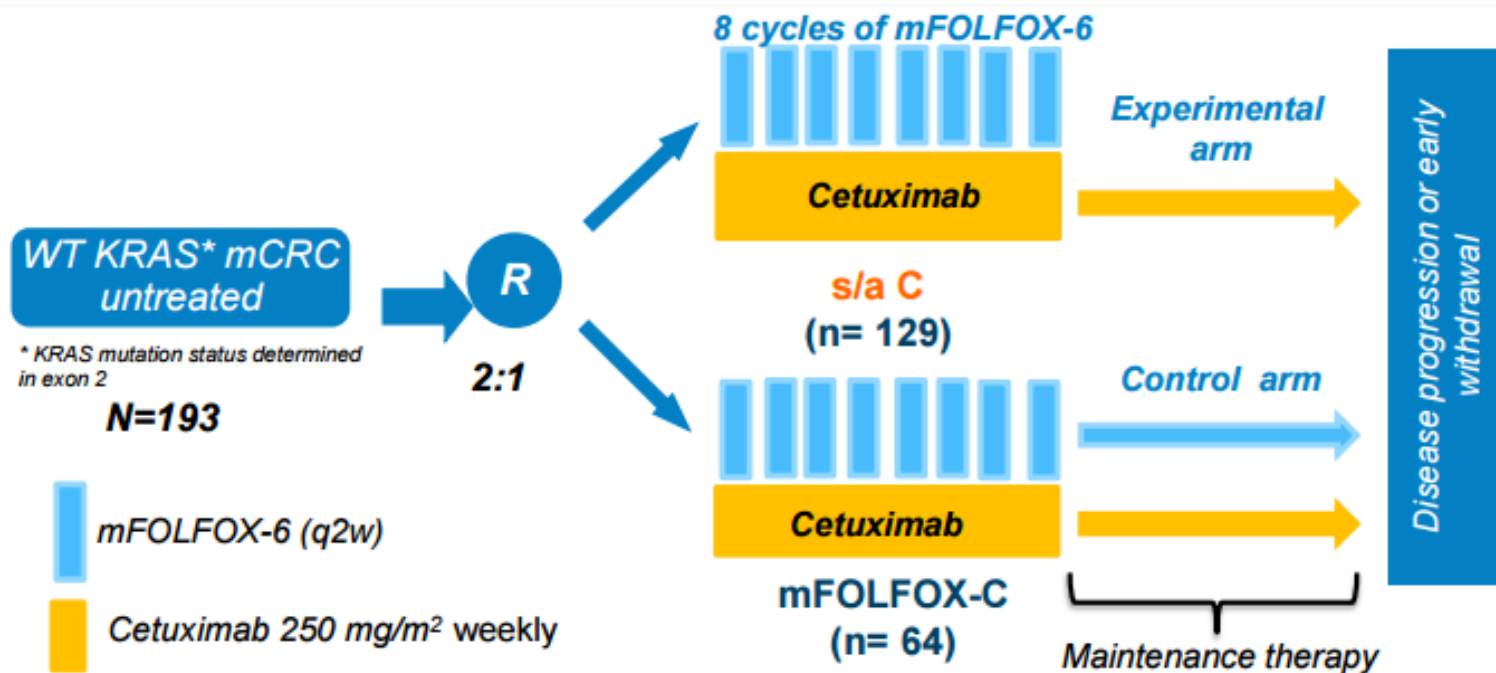 8 cycles of mFOLFOX-6
WT KRAS* mCRC
untreated
* KRAS mutation status determined
in exon 2
N=193
R
2:1
Cetuximab
s/a C
(n= 129)
Experimental
arm
Cetuximab
mFOLFOX-C
(n= 64)
Control arm
Maintenance therapy
Disease progression or early
withdrawal
mFOLFOX-6 (q2w)
Cetuximab 250 mg/m² weekly